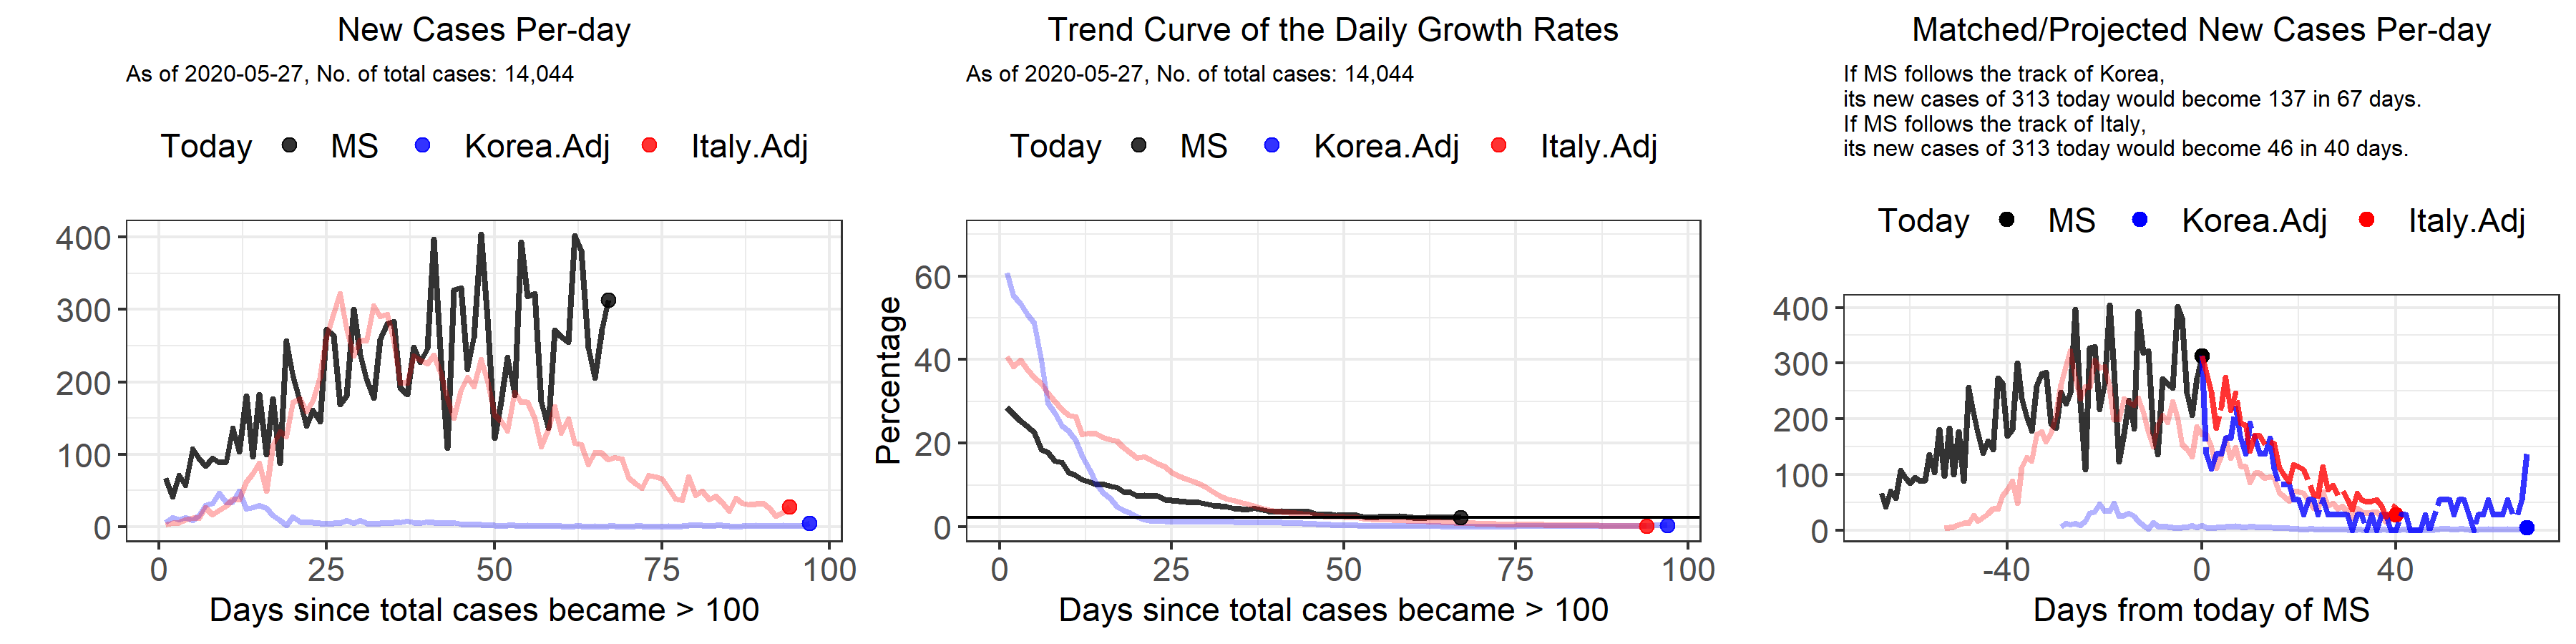 New Cases Per-day
As of 2020-05-27, No. of total cases: 14,044
Today MS Korea.Adj Italy.Adj
400
300
200
100
0
0 25 50 75 100
Days since total cases became > 100
Trend Curve of the Daily Growth Rates
As of 2020-05-27, No. of total cases: 14,044
Today MS Korea.Adj Italy.Adj
Percentage
60
40
20
0
0 25 50 75 100
Days since total cases became > 100
Matched/Projected New Cases Per-day
If MS follows the track of Korea,
its new cases of 313 today would become 137 in 67 days.
If MS follows the track of Italy,
its new cases of 313 today would become 46 in 40 days.
Today MS Korea.Adj Italy.Adj
400
300
200
100
0
-40 0 40
Days from today of MS